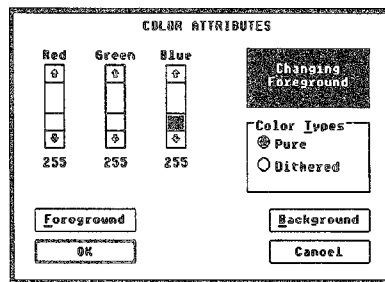 COLOR ATTRIBUTES
Red Green Blue
Changing
Foreground
Color Types
Pure
Dithered
255 255 255
Foreground
Background
OK
Cancel